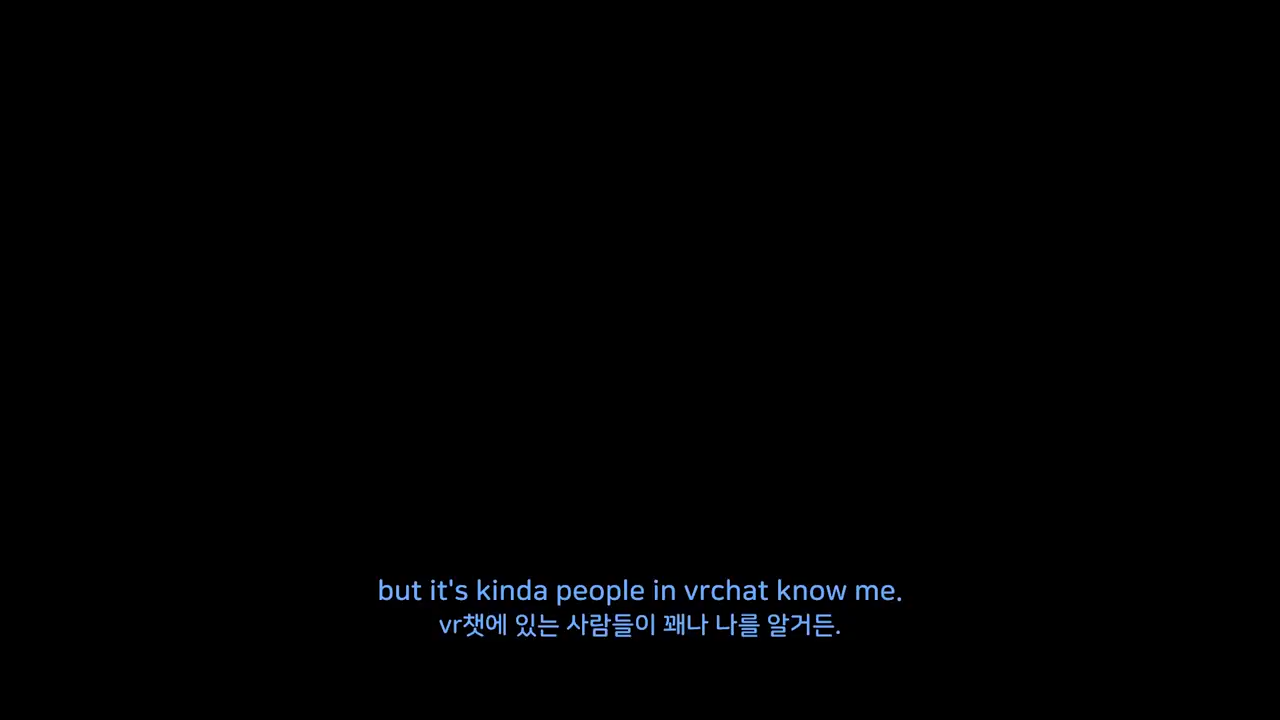 but it's kinda people in vrchat know me.
vr챗에 있는 사람들이 꽤나 나를 알거든.